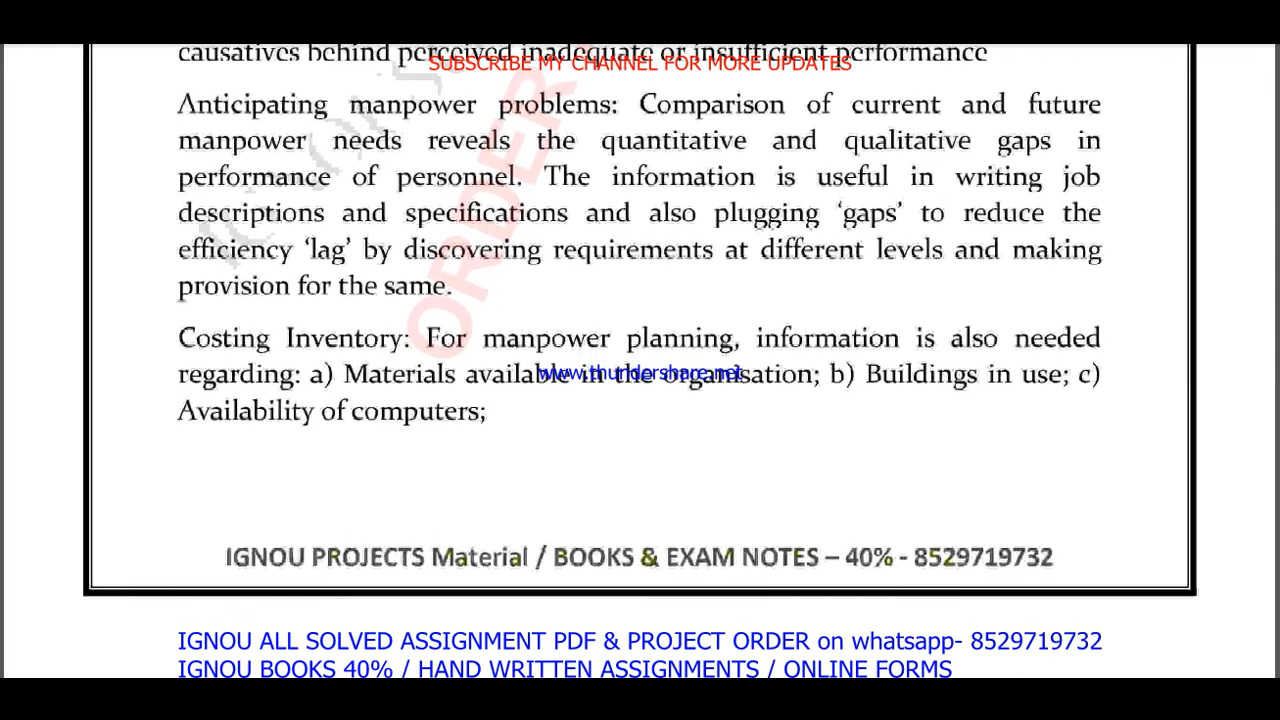 causatives behind perceived inadequate or insufficient performance
SUBSCRIBE MY CHANNEL FOR MORE UPDATES
Anticipating manpower problems: Comparison of current and future
manpower needs reveals the quantitative and qualitative gaps in
performance of personnel. The information is useful in writing job
descriptions and specifications and also plugging ‘gaps’ to reduce the
efficiency ‘lag’ by discovering requirements at different levels and making
provision for the same.
ORDER
Costing Inventory: For manpower planning, information is also needed
regarding: a) Materials available in the organisation; b) Buildings in use; c)
www.thundershare.net
Availability of computers;
IGNOU PROJECTS Material / BOOKS & EXAM NOTES – 40% - 8529719732
IGNOU ALL SOLVED ASSIGNMENT PDF & PROJECT ORDER on whatsapp- 8529719732
IGNOU BOOKS 40% / HAND WRITTEN ASSIGNMENTS / ONLINE FORMS